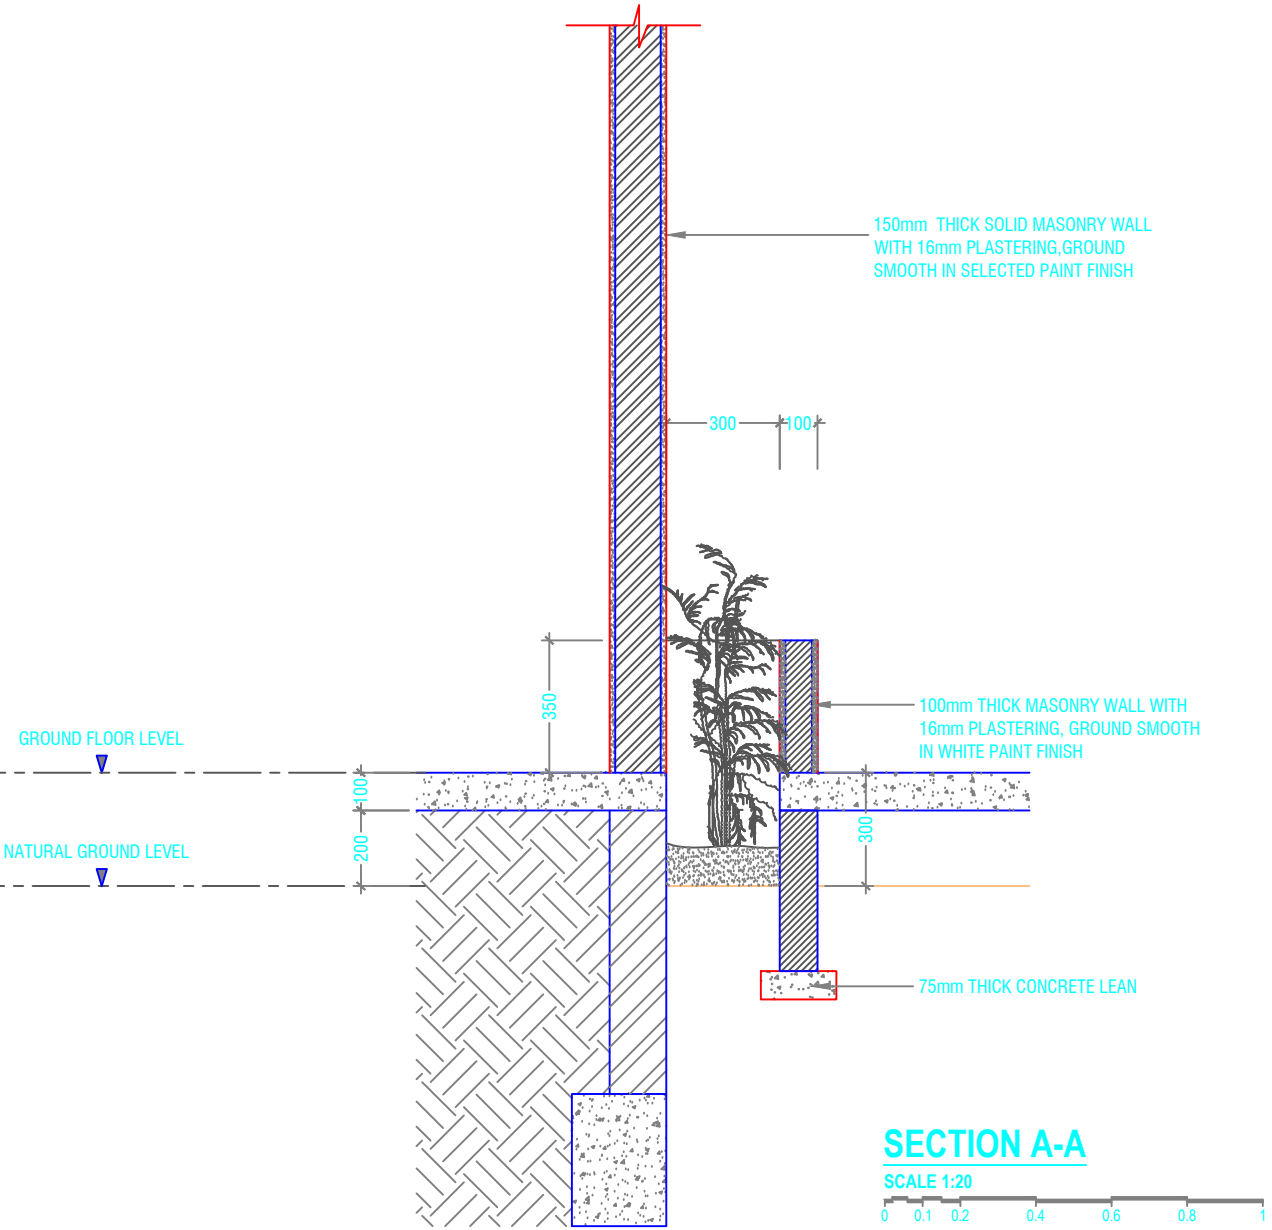 150mm  THICK SOLID MASONRY WALL
WITH 16mm PLASTERING,GROUND
SMOOTH IN SELECTED PAINT FINISH
300
100
350
100mm THICK MASONRY WALL WITH
16mm PLASTERING, GROUND SMOOTH
IN WHITE PAINT FINISH
GROUND FLOOR LEVEL
100
200
300
NATURAL GROUND LEVEL
75mm THICK CONCRETE LEAN
SECTION A-A
SCALE 1:20
0 0.1 0.2 0.4 0.6 0.8 1